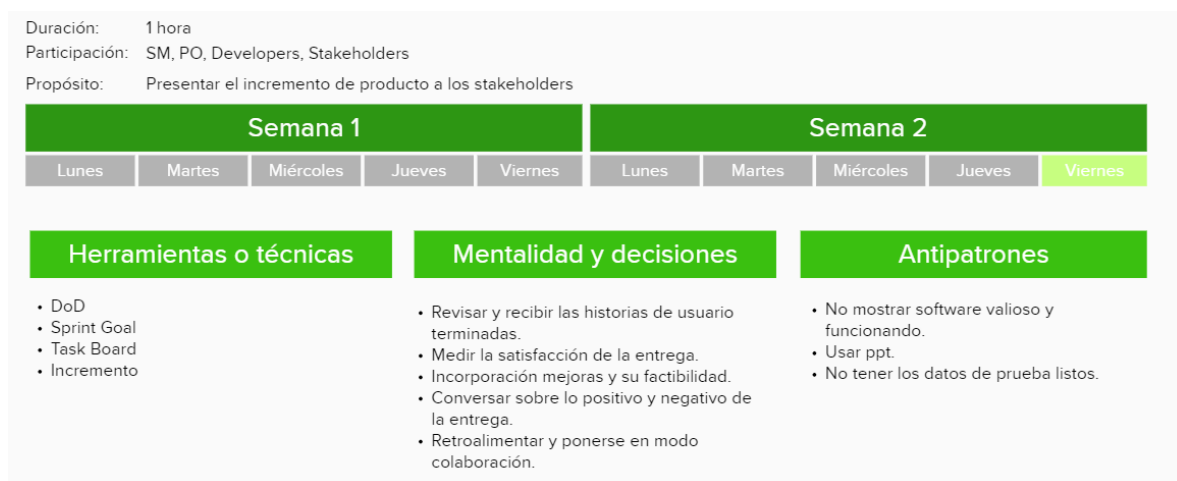 Duración: 1 hora
Participación: SM, PO, Developers, Stakeholders
Propósito: Presentar el incremento de producto a los stakeholders
Semana 1 Semana 2
Lunes Martes Miércoles Jueves Viernes Lunes Martes Miércoles Jueves Viernes
Herramientas o técnicas
• DoD
• Sprint Goal
• Task Board
• Incremento
Mentalidad y decisiones
• Revisar y recibir las historias de usuario
terminadas.
• Medir la satisfacción de la entrega.
• Incorporación mejoras y su factibilidad.
• Conversar sobre lo positivo y negativo de
la entrega.
• Retroalimentar y ponerse en modo
colaboración.
Antipatrones
• No mostrar software valioso y
funcionando.
• Usar ppt.
• No tener los datos de prueba listos.